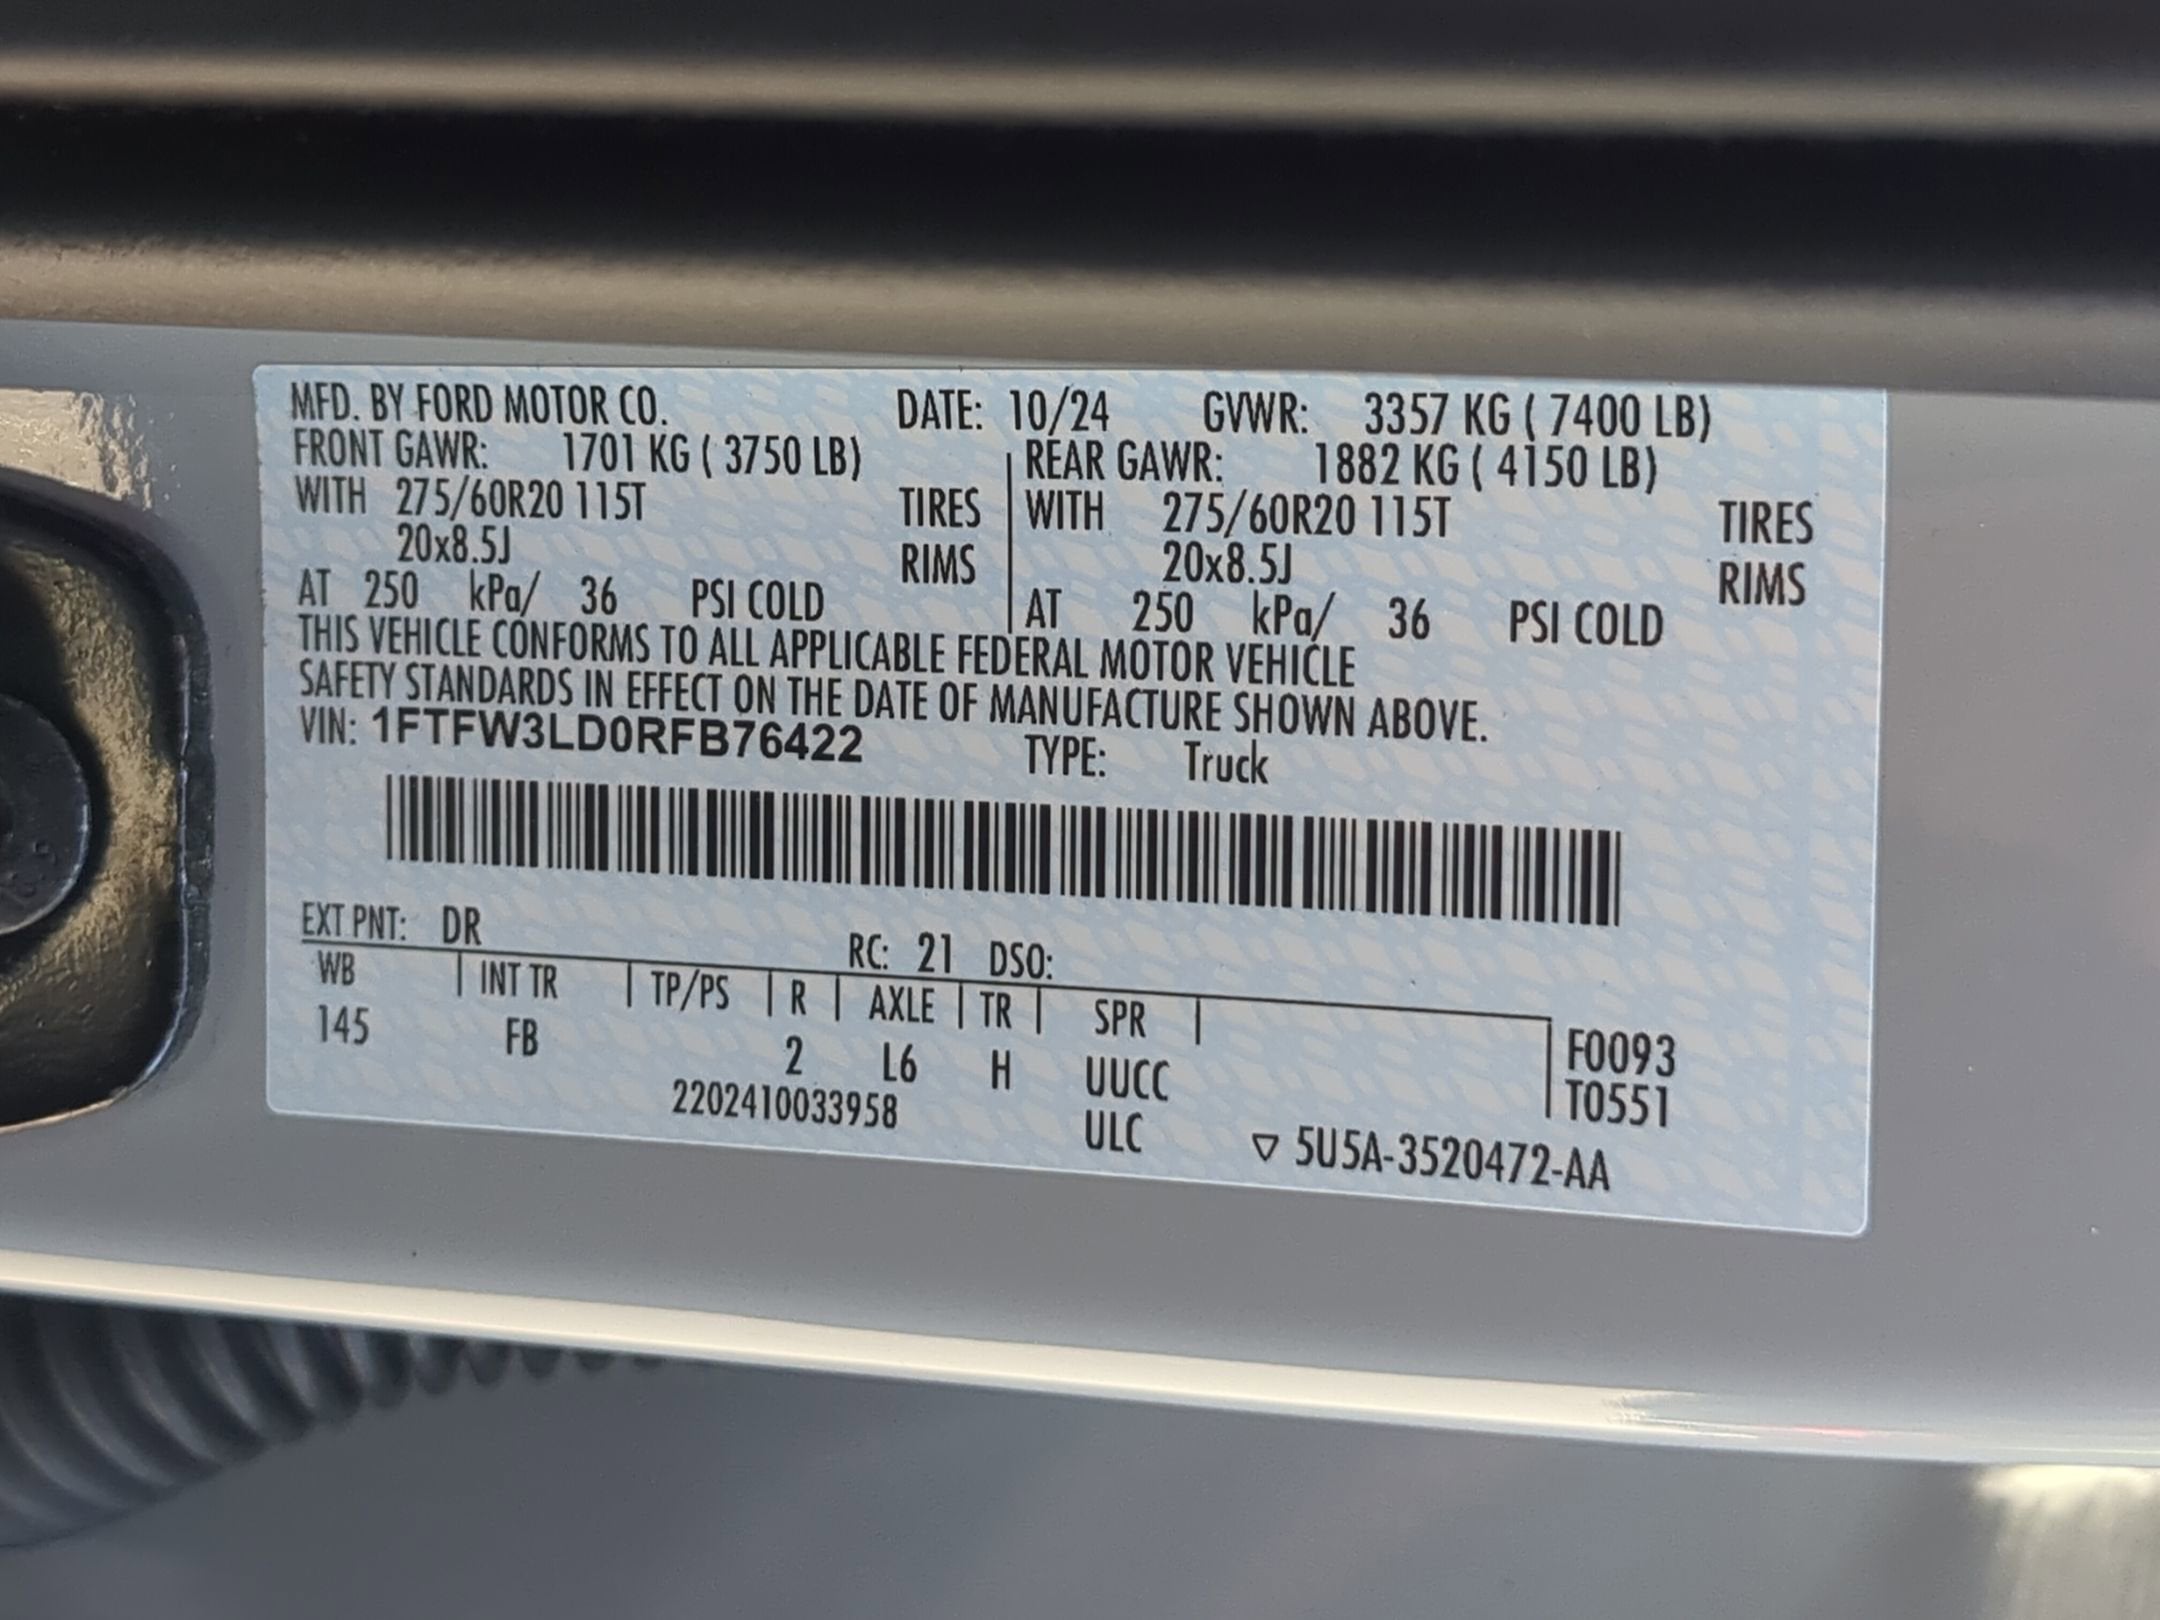 MFD. BY FORD MOTOR CO. DATE: 10/24 GVWR: 3357 KG ( 7400 LB)
FRONT GAWR: 1701 KG ( 3750 LB) REAR GAWR: 1882 KG ( 4150 LB)
WITH 275/60R20 115T TIRES WITH 275/60R20 115T TIRES
20x8.5J RIMS 20x8.5J RIMS
AT 250 kPa/ 36 PSI COLD AT 250 kPa/ 36 PSI COLD
THIS VEHICLE CONFORMS TO ALL APPLICABLE FEDERAL MOTOR VEHICLE
SAFETY STANDARDS IN EFFECT ON THE DATE OF MANUFACTURE SHOWN ABOVE.
VIN: 1FTFW3LD0RFB76422 TYPE: Truck
EXT PNT: DR RC: 21 DSO:
WB INT TR TP/PS R AXLE TR SPR F0093
145 FB 2 L6 H UUCC T0551
2202410033958 ULC ▽ 5U5A-3520472-AA